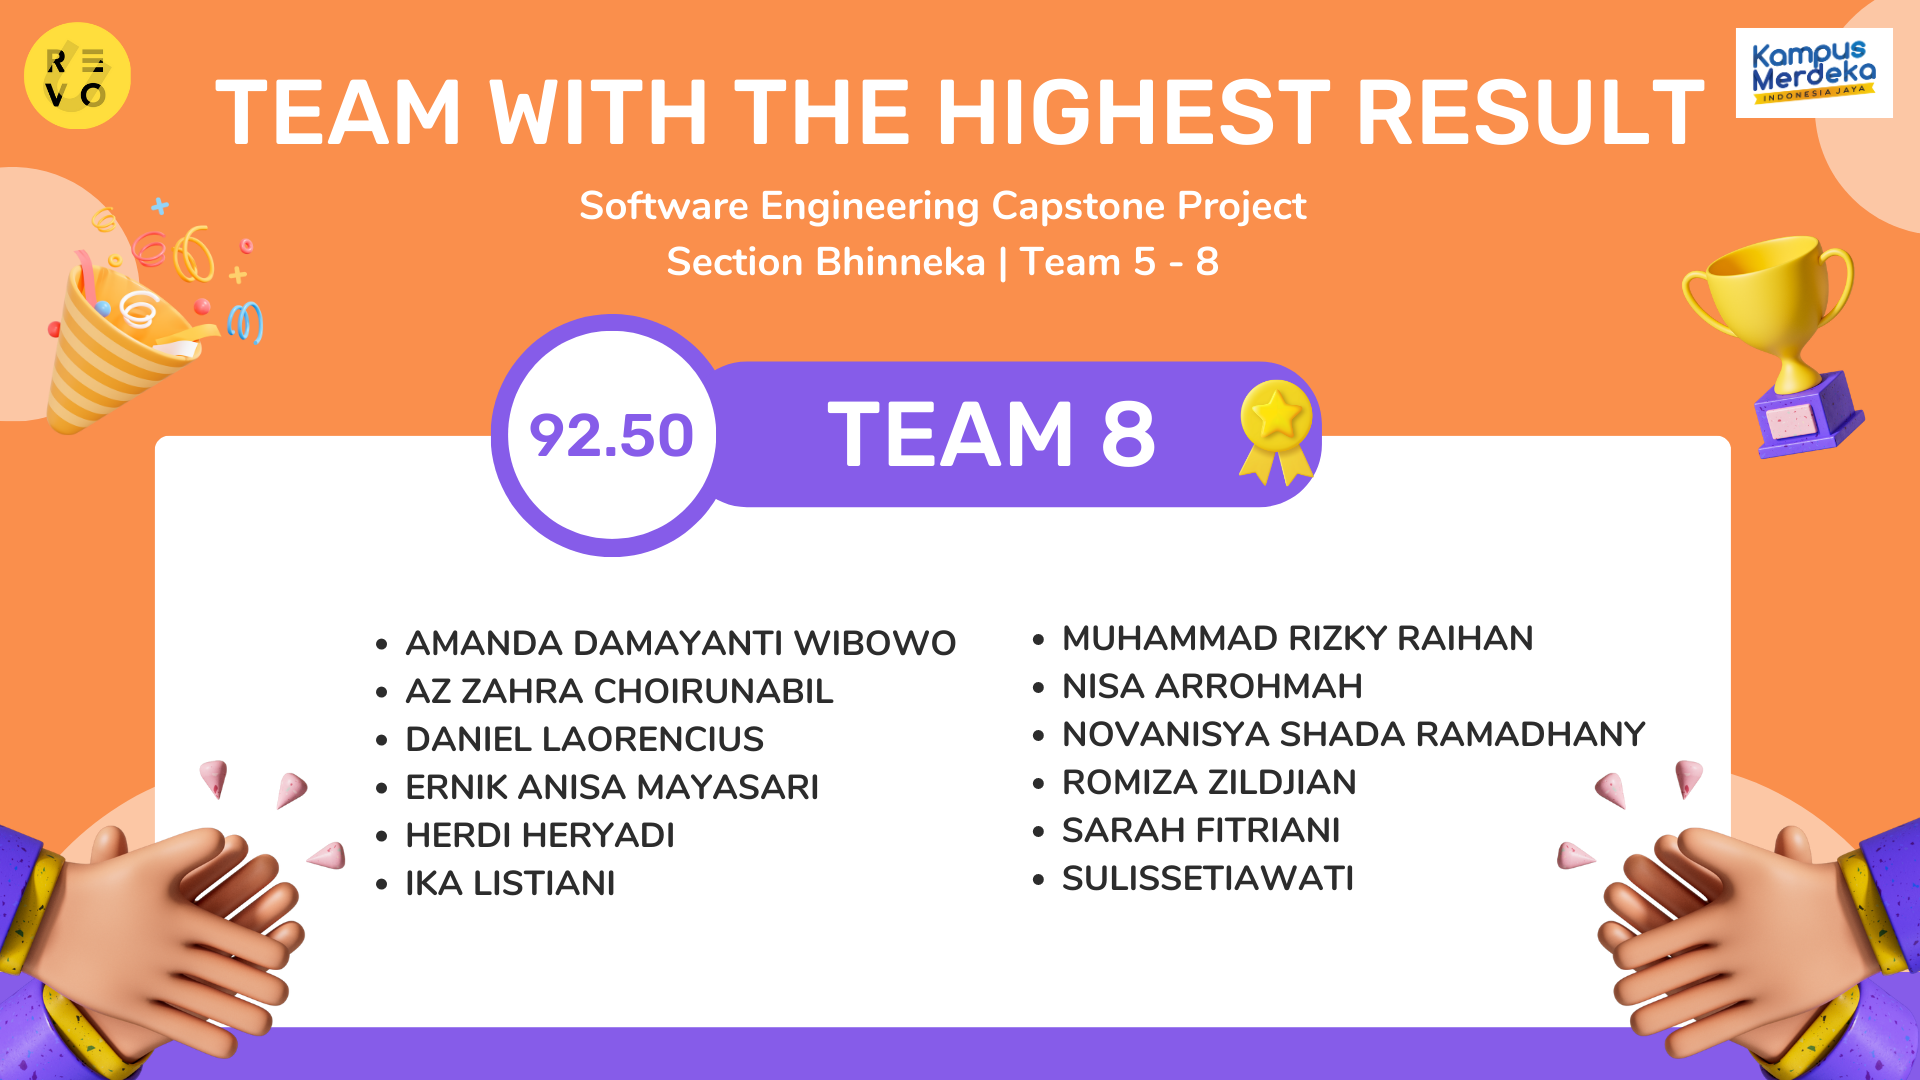 RE
VO
Kampus
Merdeka
INDONESIA JAYA
TEAM WITH THE HIGHEST RESULT
Software Engineering Capstone Project
Section Bhinneka | Team 5 - 8
92.50
TEAM 8
• AMANDA DAMAYANTI WIBOWO
• AZ ZAHRA CHOIRUNABIL
• DANIEL LAORENCIUS
• ERNIK ANISA MAYASARI
• HERDI HERYADI
• IKA LISTIANI
• MUHAMMAD RIZKY RAIHAN
• NISA ARROHMAH
• NOVANISYA SHADA RAMADHANY
• ROMIZA ZILDJIAN
• SARAH FITRIANI
• SULISSETIAWATI